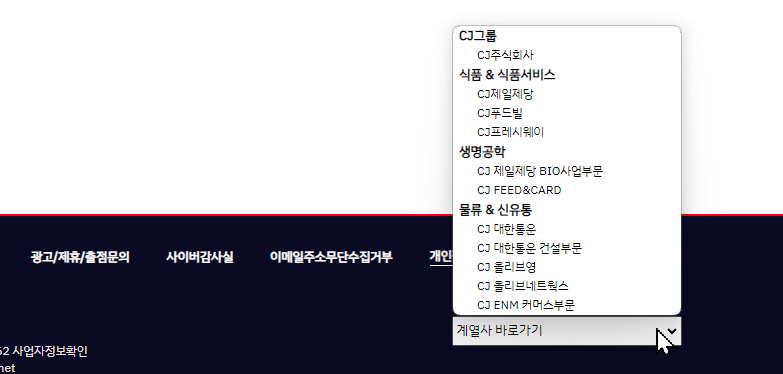 CJ그룹
CJ주식회사
식품 & 식품서비스
CJ제일제당
CJ푸드빌
CJ프레시웨이
생명공학
CJ 제일제당 BIO사업부문
CJ FEED&CARD
물류 & 신유통
CJ 대한통운
CJ 대한통운 건설부문
CJ 올리브영
CJ 올리브네트웍스
CJ ENM 커머스부문
광고/제휴/출점문의 사이버감사실 이메일주소무단수집거부 개인
계열사 바로가기
62 사업자정보확인
net